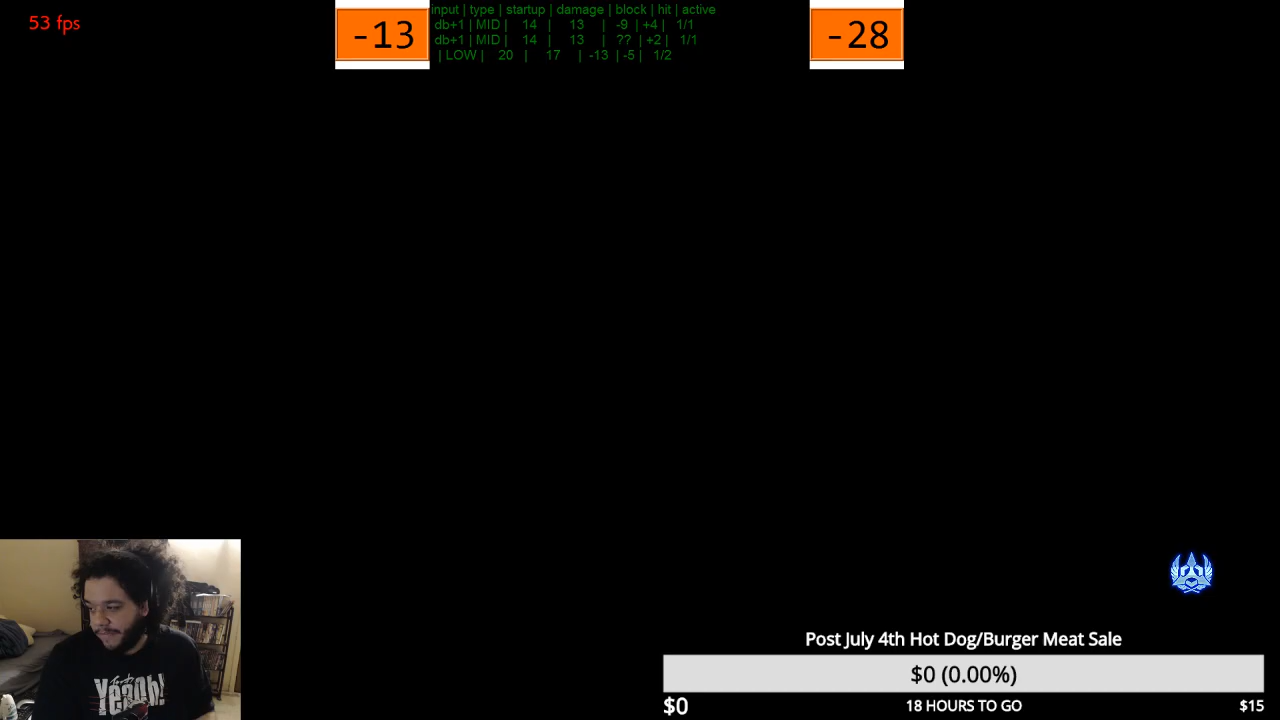 53 fps
-13
input | type | startup | damage | block | hit | active
db+1 | MID | 14 | 13 | -9 | +4 | 1/1
db+1 | MID | 14 | 13 | ?? | +2 | 1/1
| LOW | 20 | 17 | -13 | -5 | 1/2
-28
Yeaoh!
Post July 4th Hot Dog/Burger Meat Sale
$0 (0.00%)
$0
18 HOURS TO GO
$15